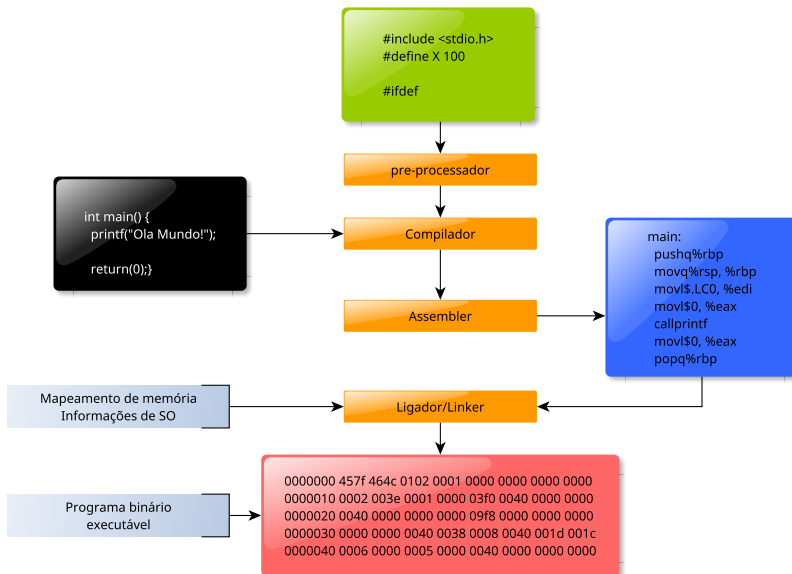 #include <stdio.h>
#define X 100
#ifdef
pre-processador
int main() {
printf("Ola Mundo!");
return(0);}
Compilador
main:
pushq%rbp
movq%rsp, %rbp
movl$.LC0, %edi
movl$0, %eax
callprintf
movl$0, %eax
popq%rbp
Assembler
Mapeamento de memória
Informações de SO
Ligador/Linker
Programa binário
executável
0000000 457f 464c 0102 0001 0000 0000 0000 0000
0000010 0002 003e 0001 0000 03f0 0040 0000 0000
0000020 0040 0000 0000 0000 09f8 0000 0000 0000
0000030 0000 0000 0040 0038 0008 0040 001d 001c
0000040 0006 0000 0005 0000 0040 0000 0000 0000